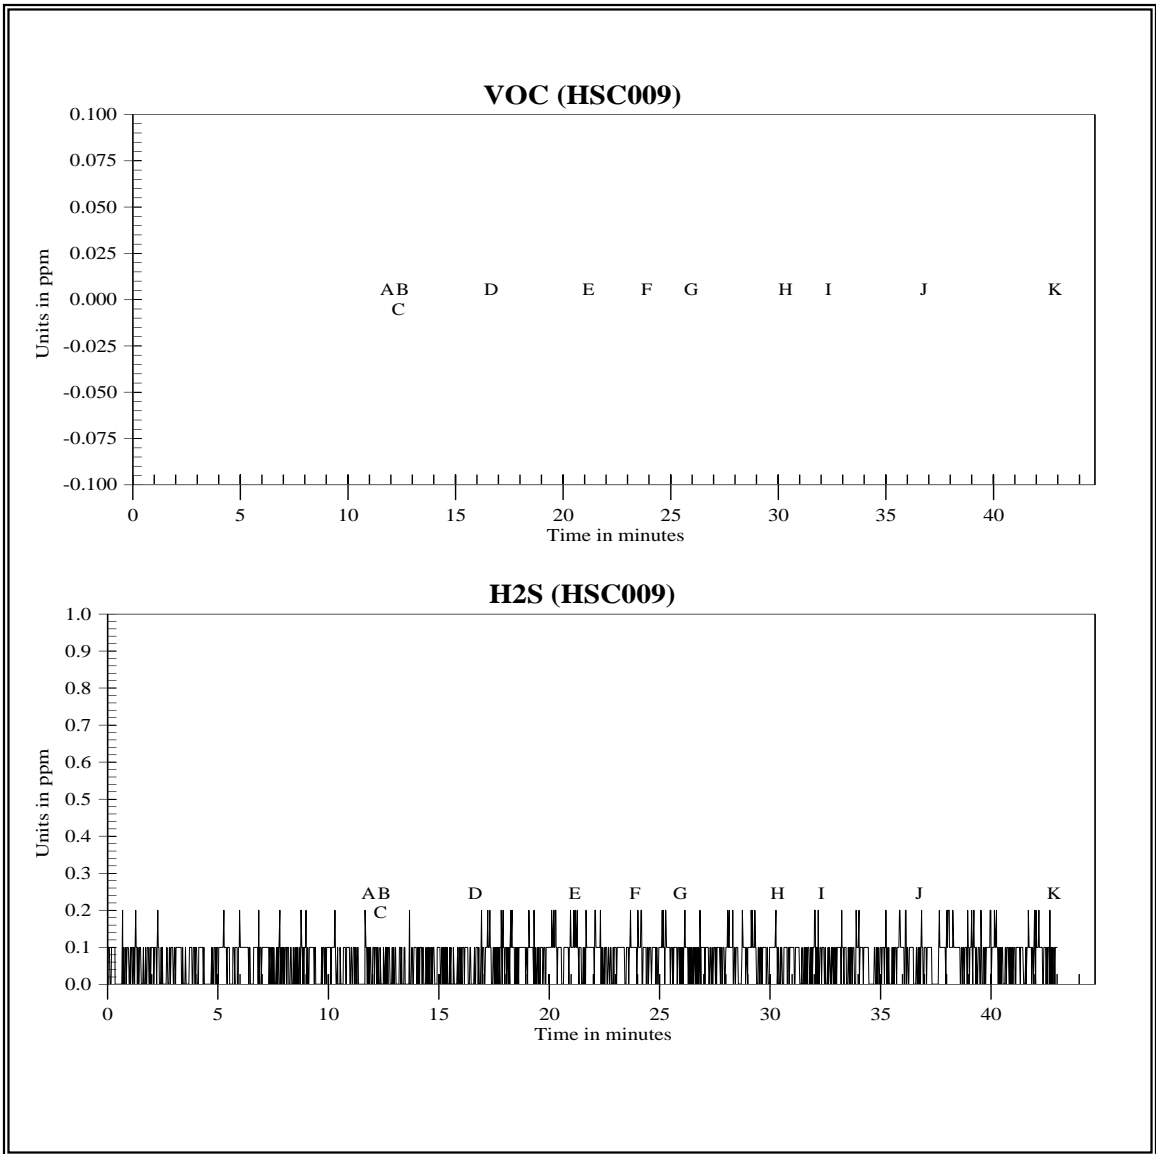 VOC (HSC009)
0.100
0.075
0.050
0.025
0.000
-0.025
-0.050
-0.075
-0.100
Units in ppm
A B D E F G H I J K
C
0 5 10 15 20 25 30 35 40
Time in minutes
H2S (HSC009)
1.0
0.9
0.8
0.7
0.6
0.5
0.4
0.3
0.2
0.1
0.0
Units in ppm
A B D E F G H I J K
C
0 5 10 15 20 25 30 35 40
Time in minutes